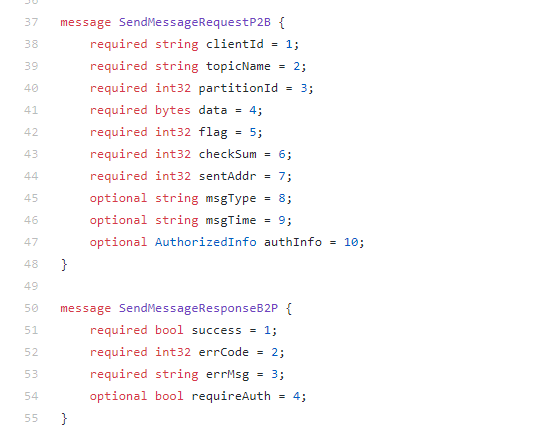 37 message SendMessageRequestP2B {
38     required string clientId = 1;
39     required string topicName = 2;
40     required int32 partitionId = 3;
41     required bytes data = 4;
42     required int32 flag = 5;
43     required int32 checkSum = 6;
44     required int32 sentAddr = 7;
45     optional string msgType = 8;
46     optional string msgTime = 9;
47     optional AuthorizedInfo authInfo = 10;
48 }
49
50 message SendMessageResponseB2P {
51     required bool success = 1;
52     required int32 errCode = 2;
53     required string errMsg = 3;
54     optional bool requireAuth = 4;
55 }